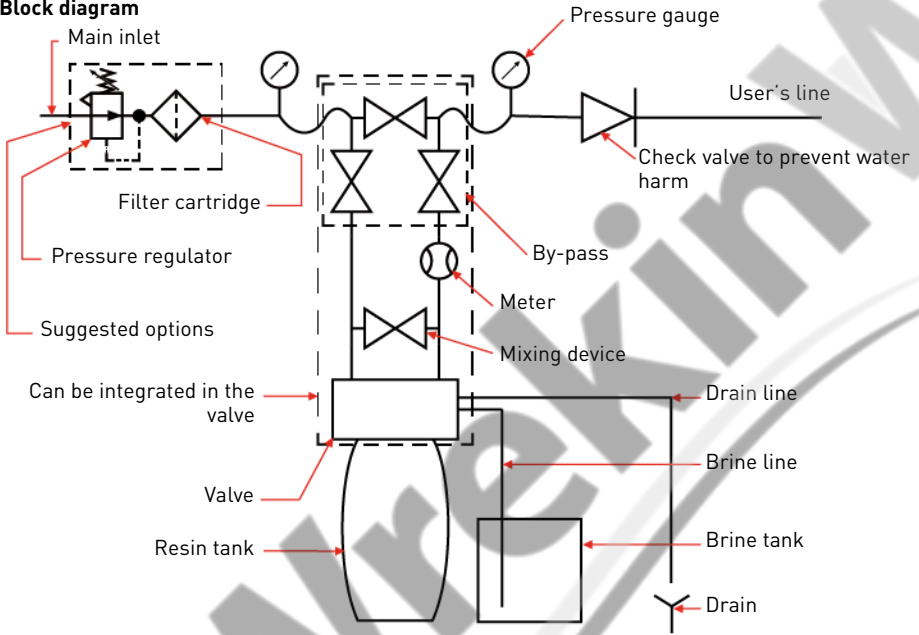 Block diagram
Main inlet
Pressure gauge
User's line
Check valve to prevent water
harm
Filter cartridge
By-pass
Pressure regulator
Meter
Suggested options
Mixing device
Can be integrated in the
valve
Drain line
Brine line
Valve
Resin tank
Brine tank
Drain
Wrekin W